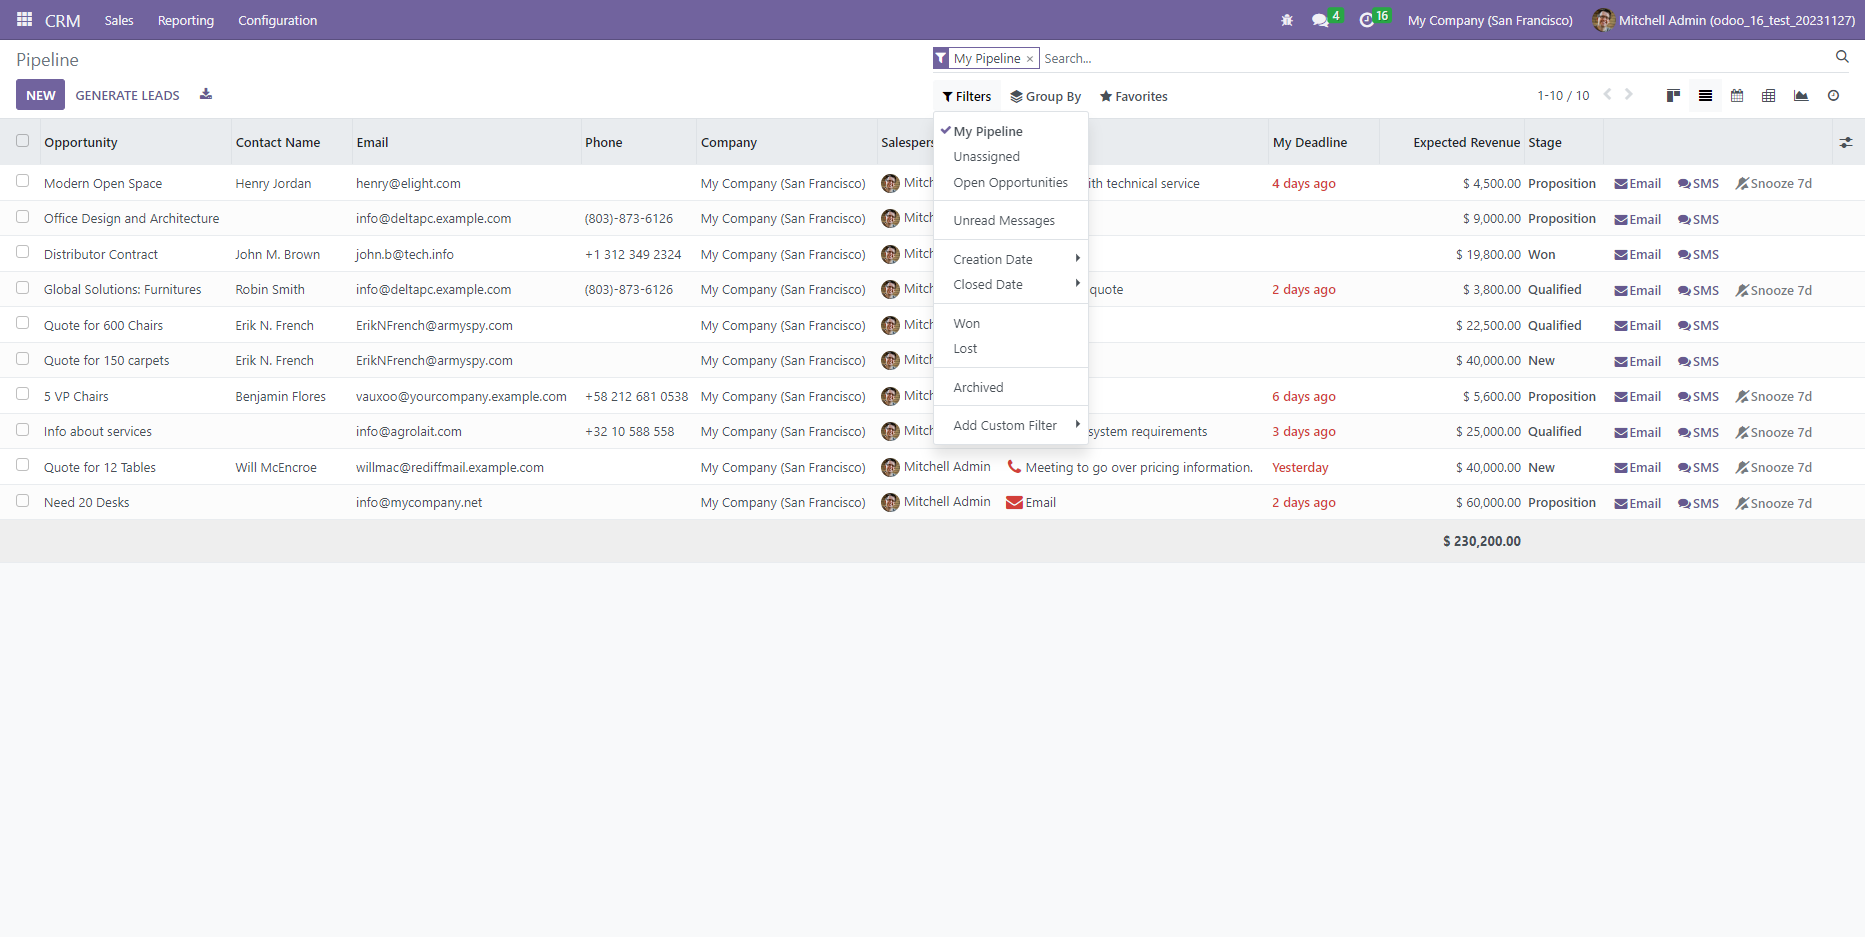 CRM Sales Reporting Configuration 4 16 My Company (San Francisco) Mitchell Admin (odoo_16_test_20231127)
Pipeline My Pipeline × Search...
NEW GENERATE LEADS Filters Group By Favorites 1-10 / 10
Opportunity Contact Name Email Phone Company Salespers My Deadline Expected Revenue Stage
Modern Open Space Henry Jordan henry@elight.com My Company (San Francisco) Mitch ith technical service 4 days ago $ 4,500.00 Proposition Email SMS Snooze 7d
Office Design and Architecture info@deltapc.example.com (803)-873-6126 My Company (San Francisco) Mitch $ 9,000.00 Proposition Email SMS
Distributor Contract John M. Brown john.b@tech.info +1 312 349 2324 My Company (San Francisco) Mitch $ 19,800.00 Won Email SMS
Global Solutions: Furnitures Robin Smith info@deltapc.example.com (803)-873-6126 My Company (San Francisco) Mitch quote 2 days ago $ 3,800.00 Qualified Email SMS Snooze 7d
Quote for 600 Chairs Erik N. French ErikNFrench@armyspy.com My Company (San Francisco) Mitch $ 22,500.00 Qualified Email SMS
Quote for 150 carpets Erik N. French ErikNFrench@armyspy.com My Company (San Francisco) Mitch $ 40,000.00 New Email SMS
5 VP Chairs Benjamin Flores vauxoo@yourcompany.example.com +58 212 681 0538 My Company (San Francisco) Mitch 6 days ago $ 5,600.00 Proposition Email SMS Snooze 7d
Info about services info@agrolait.com +32 10 588 558 My Company (San Francisco) Mitch system requirements 3 days ago $ 25,000.00 Qualified Email SMS Snooze 7d
Quote for 12 Tables Will McEncroe willmac@rediffmail.example.com My Company (San Francisco) Mitchell Admin Meeting to go over pricing information. Yesterday $ 40,000.00 New Email SMS Snooze 7d
Need 20 Desks info@mycompany.net My Company (San Francisco) Mitchell Admin Email 2 days ago $ 60,000.00 Proposition Email SMS Snooze 7d
$ 230,200.00
My Pipeline
Unassigned
Open Opportunities
Unread Messages
Creation Date
Closed Date
Won
Lost
Archived
Add Custom Filter